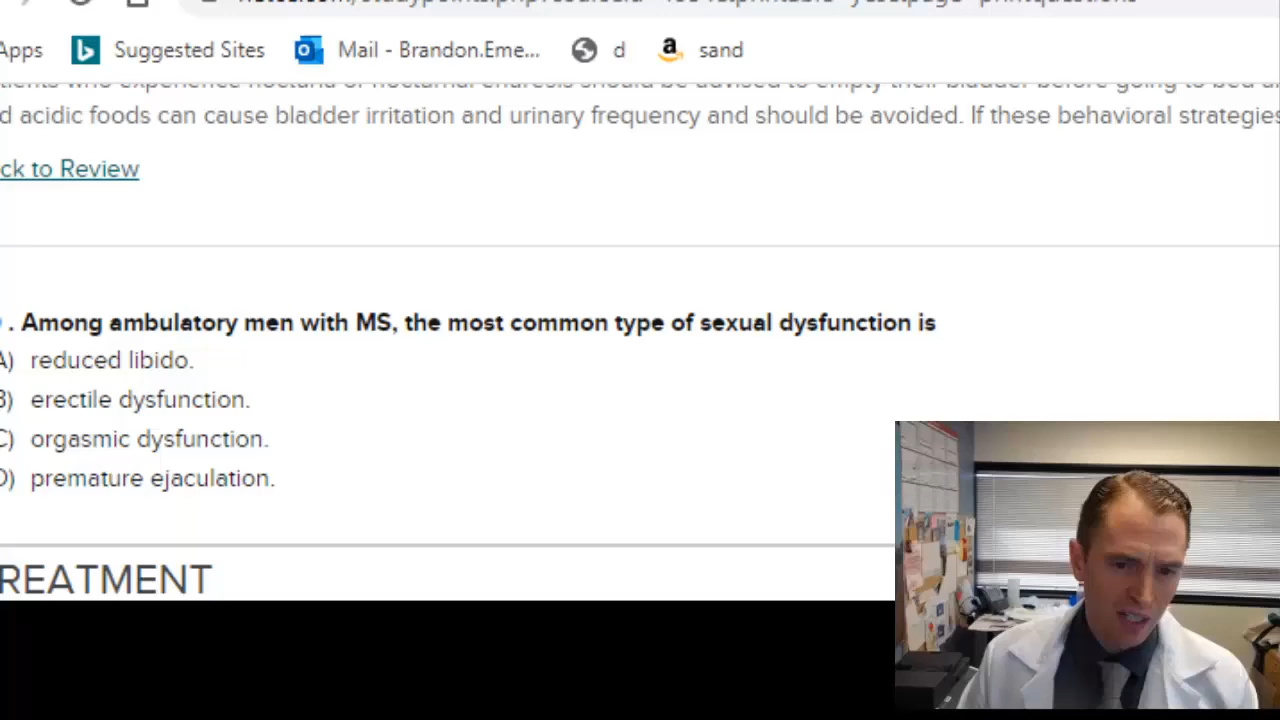 Apps Suggested Sites Mail - Brandon.Eme... d sand
d acidic foods can cause bladder irritation and urinary frequency and should be avoided. If these behavioral strategies
ck to Review
. Among ambulatory men with MS, the most common type of sexual dysfunction is
A) reduced libido.
B) erectile dysfunction.
C) orgasmic dysfunction.
D) premature ejaculation.
REATMENT